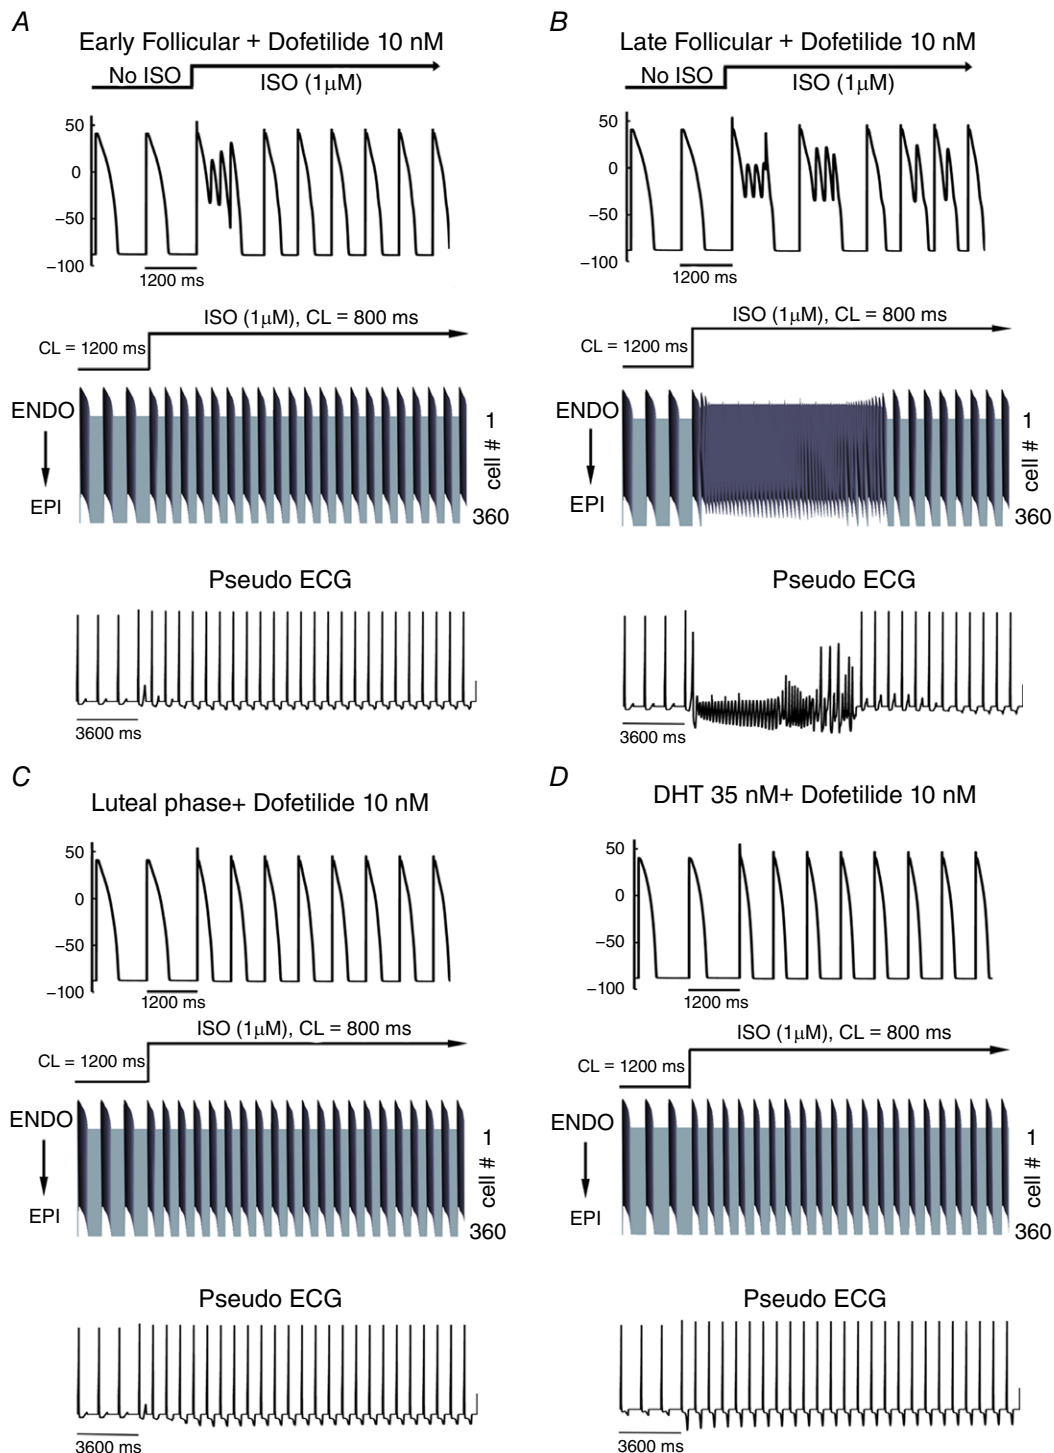 A
Early Follicular + Dofetilide 10 nM
No ISO
ISO (1μM)
50
0
−50
−100
1200 ms
ISO (1μM), CL = 800 ms
CL = 1200 ms
ENDO
EPI
1
cell #
360
Pseudo ECG
3600 ms
B
Late Follicular + Dofetilide 10 nM
No ISO
ISO (1μM)
50
0
−50
−100
1200 ms
ISO (1μM), CL = 800 ms
CL = 1200 ms
ENDO
EPI
1
cell #
360
Pseudo ECG
3600 ms
C
Luteal phase+ Dofetilide 10 nM
50
0
−50
−100
1200 ms
ISO (1μM), CL = 800 ms
CL = 1200 ms
ENDO
EPI
1
cell #
360
Pseudo ECG
3600 ms
D
DHT 35 nM+ Dofetilide 10 nM
50
0
−50
−100
1200 ms
ISO (1μM), CL = 800 ms
CL = 1200 ms
ENDO
EPI
1
cell #
360
Pseudo ECG
3600 ms